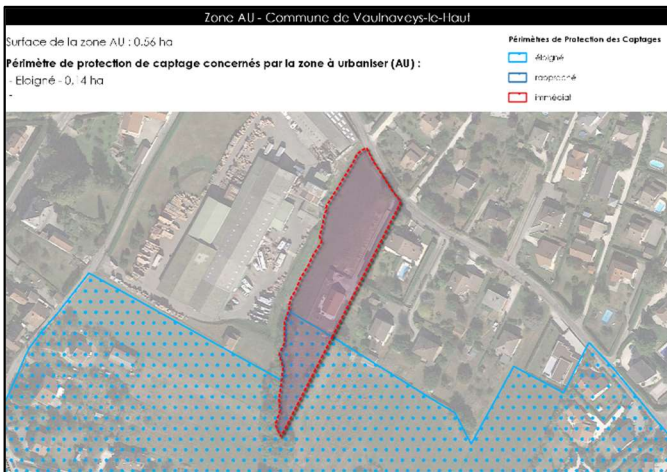 Zone AU - Commune de Vaulnaveys-le-Haut
Surface de la zone AU : 0.56 ha
Périmètre de protection de captage concernés par la zone à urbaniser (AU) :
- Eloigné - 0,14 ha
-
Périmètres de Protection des Captages
éloigné
rapproché
immédiat